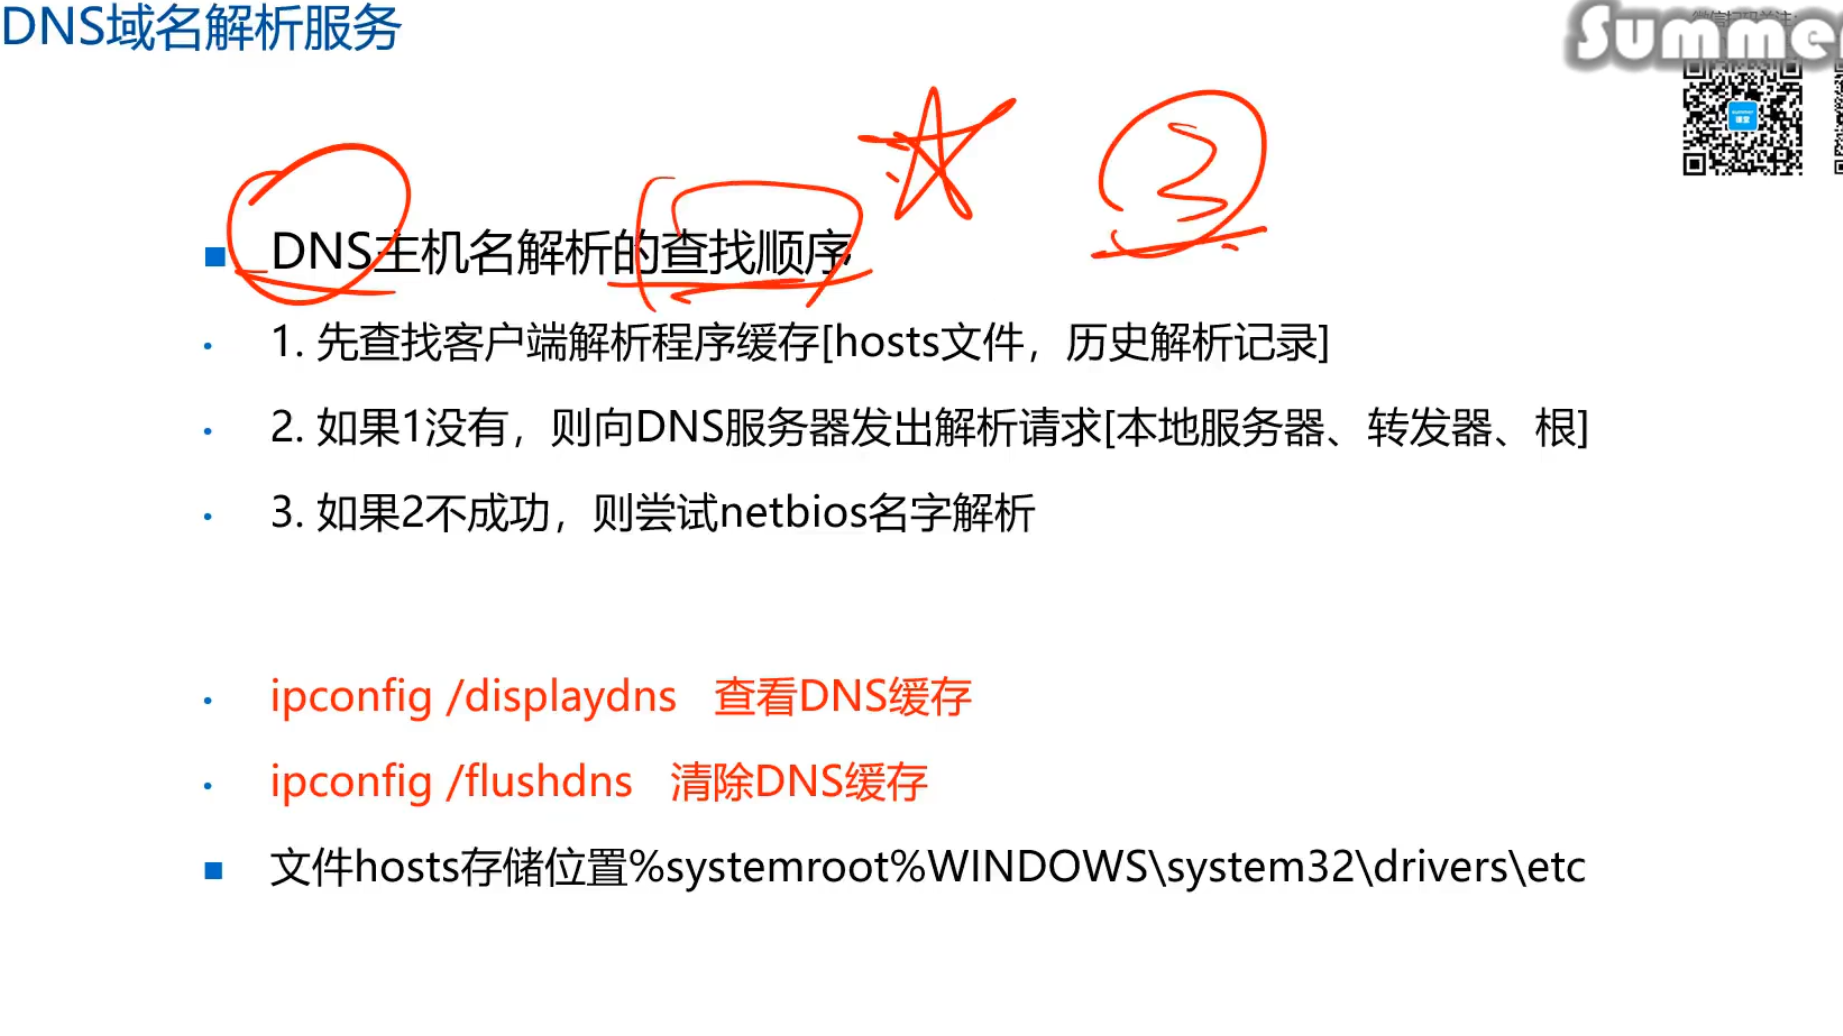 DNS域名解析服务
微信扫码关注:
Summer
DNS主机名解析的查找顺序
3
1. 先查找客户端解析程序缓存[hosts文件，历史解析记录]
2. 如果1没有，则向DNS服务器发出解析请求[本地服务器、转发器、根]
3. 如果2不成功，则尝试netbios名字解析
ipconfig /displaydns 查看DNS缓存
ipconfig /flushdns 清除DNS缓存
文件hosts存储位置%systemroot%WINDOWS\system32\drivers\etc